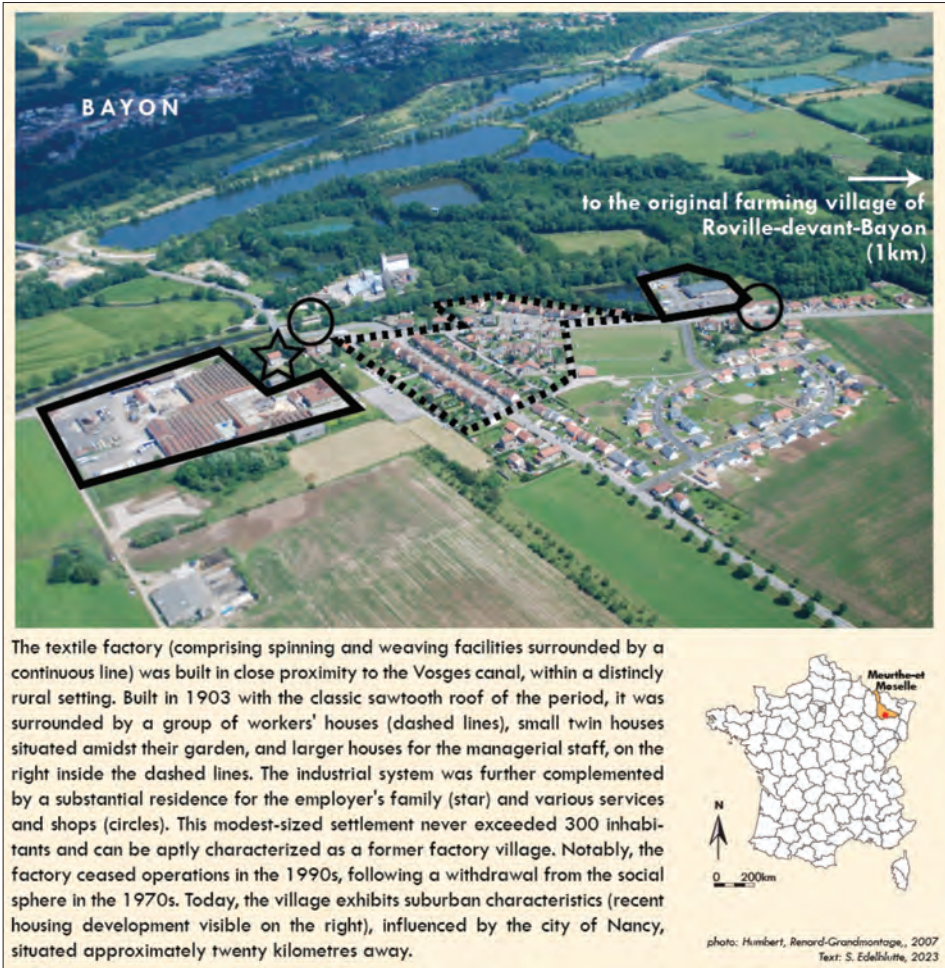 BAYON
to the original farming village of
Roville-devant-Bayon
(1km)
The textile factory (comprising spinning and weaving facilities surrounded by a
continuous line) was built in close proximity to the Vosges canal, within a distinctly
rural setting. Built in 1903 with the classic sawtooth roof of the period, it was
surrounded by a group of workers' houses (dashed lines), small twin houses
situated amidst their garden, and larger houses for the managerial staff, on the
right inside the dashed lines. The industrial system was further complemented
by a substantial residence for the employer's family (star) and various services
and shops (circles). This modest-sized settlement never exceeded 300 inhabi-
tants and can be aptly characterized as a former factory village. Notably, the
factory ceased operations in the 1990s, following a withdrawal from the social
sphere in the 1970s. Today, the village exhibits suburban characteristics (recent
housing development visible on the right), influenced by the city of Nancy,
situated approximately twenty kilometres away.
Meurthe-et
Moselle
N
0 200km
photo: Humbert, Renard-Grandmontage,, 2007
Text: S. Edelblutte, 2023